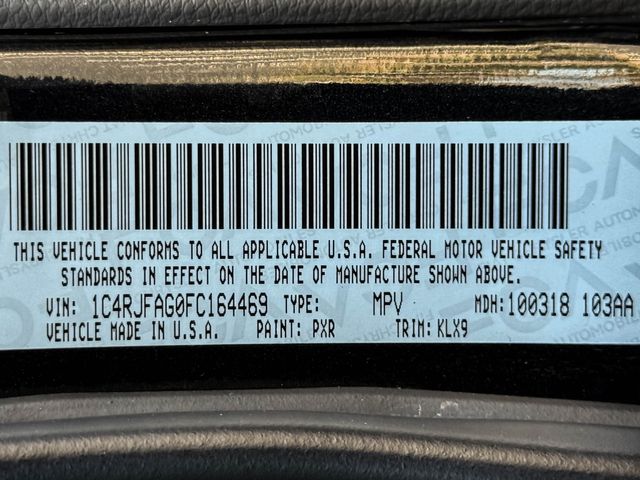 THIS VEHICLE CONFORMS TO ALL APPLICABLE U.S.A. FEDERAL MOTOR VEHICLE SAFETY
STANDARDS IN EFFECT ON THE DATE OF MANUFACTURE SHOWN ABOVE.
VIN: 1C4RJFAG0FC164469 TYPE: MPV MDH: 100318 103AA
VEHICLE MADE IN U.S.A. PAINT: PXR TRIM: KLX9